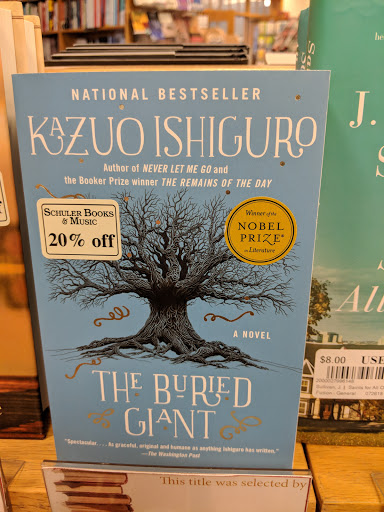 NATIONAL BESTSELLER
KAZUO ISHIGURO
Author of NEVER LET ME GO and
the Booker Prize winner THE REMAINS OF THE DAY
SCHULER BOOKS
& MUSIC
20% off
Winner of the
NOBEL
PRIZE
in Literature
A NOVEL
THE BURIED
GIANT
"Spectacular. . . . As graceful, original and humane as anything Ishiguro has written."
—The Washington Post
This title was selected by
he
J.
S
All
$8.00 USE